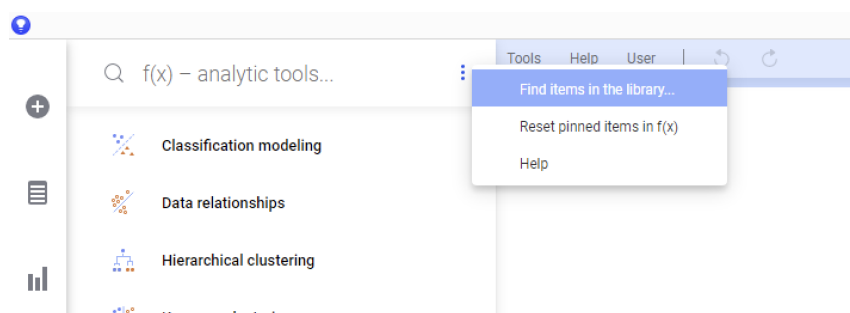 Tools Help User
f(x) – analytic tools...
Find items in the library...
Reset pinned items in f(x)
Help
Classification modeling
Data relationships
Hierarchical clustering